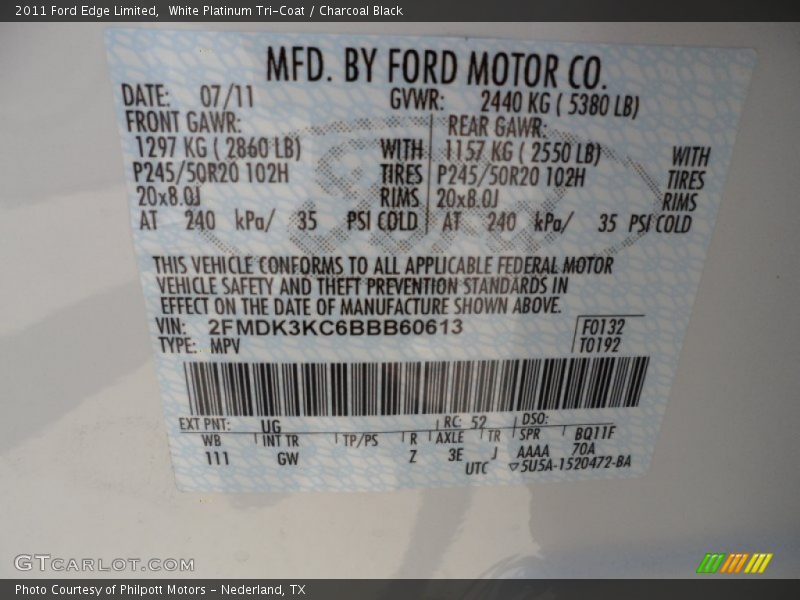 2011 Ford Edge Limited, White Platinum Tri-Coat / Charcoal Black
MFD. BY FORD MOTOR CO.
DATE: 07/11 GVWR: 2440 KG ( 5380 LB)
FRONT GAWR: REAR GAWR:
1297 KG ( 2860 LB) WITH 1157 KG ( 2550 LB) WITH
P245/50R20 102H TIRES P245/50R20 102H TIRES
20x8.0J RIMS 20x8.0J RIMS
AT 240 kPa/ 35 PSI COLD AT 240 kPa/ 35 PSI COLD
THIS VEHICLE CONFORMS TO ALL APPLICABLE FEDERAL MOTOR
VEHICLE SAFETY AND THEFT PREVENTION STANDARDS IN
EFFECT ON THE DATE OF MANUFACTURE SHOWN ABOVE.
VIN: 2FMDK3KC6BBB60613 F0132
TYPE: MPV T0192
EXT PNT: UG RC: 52 DSO:
WB INT TR TP/PS R AXLE TR SPR BQ11F
111 GW Z 3E J AAAA 70A
UTC ▽5U5A-1520472-BA
GTCARLOT.COM
Photo Courtesy of Philpott Motors - Nederland, TX